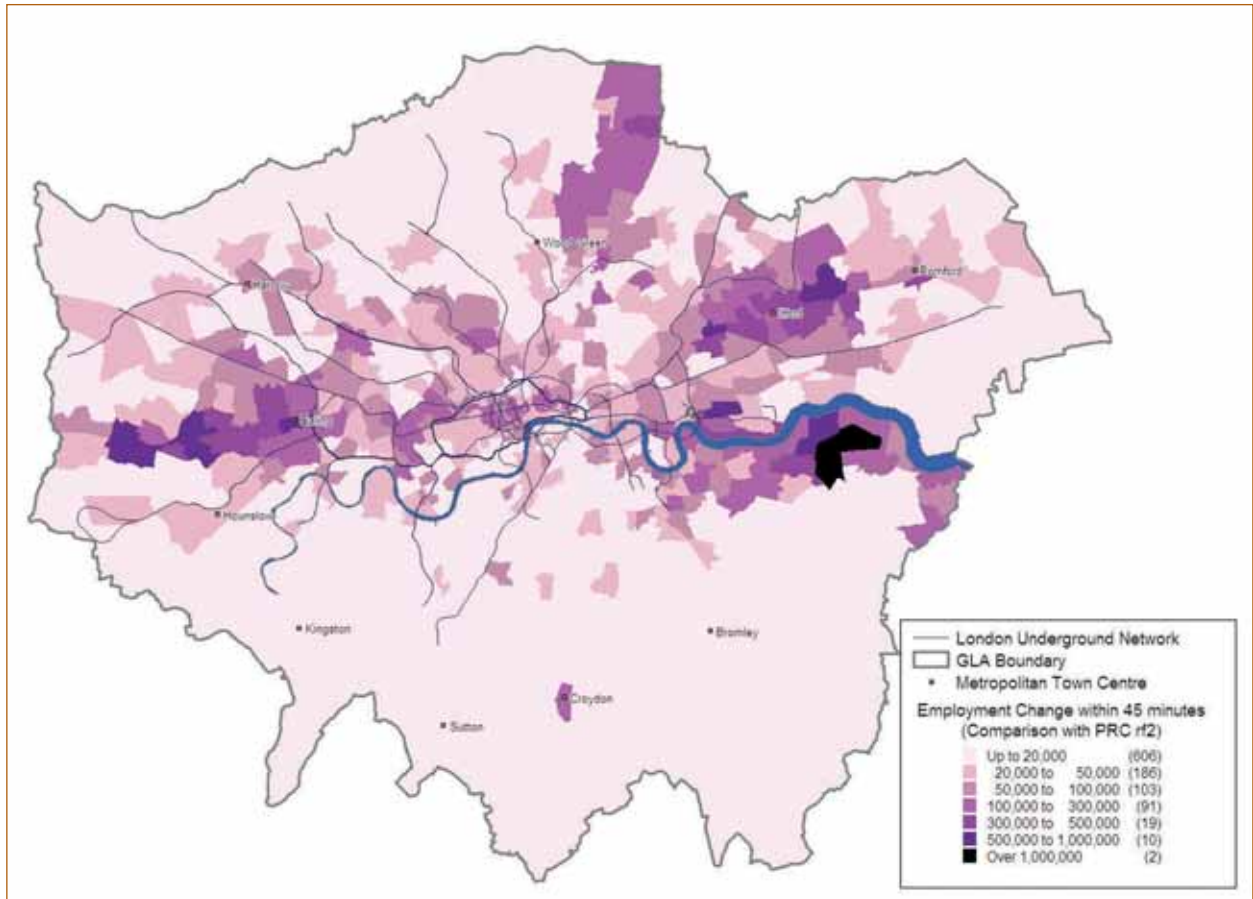 Romford
Ilford
Hounslow
Kingston
Bromley
Croydon
Sutton
London Underground Network
GLA Boundary
Metropolitan Town Centre
Employment Change within 45 minutes
(Comparison with PRC rf2)
Up to 20,000 (606)
20,000 to 50,000 (186)
50,000 to 100,000 (103)
100,000 to 300,000 (91)
300,000 to 500,000 (19)
500,000 to 1,000,000 (10)
Over 1,000,000 (2)